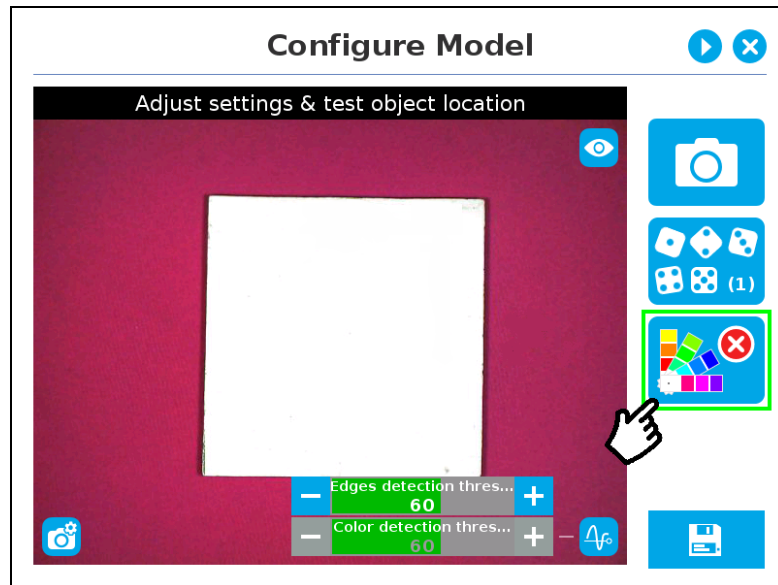 Configure Model
Adjust settings & test object location
(1)
Edges detection thres...
60
Color detection thres...
60